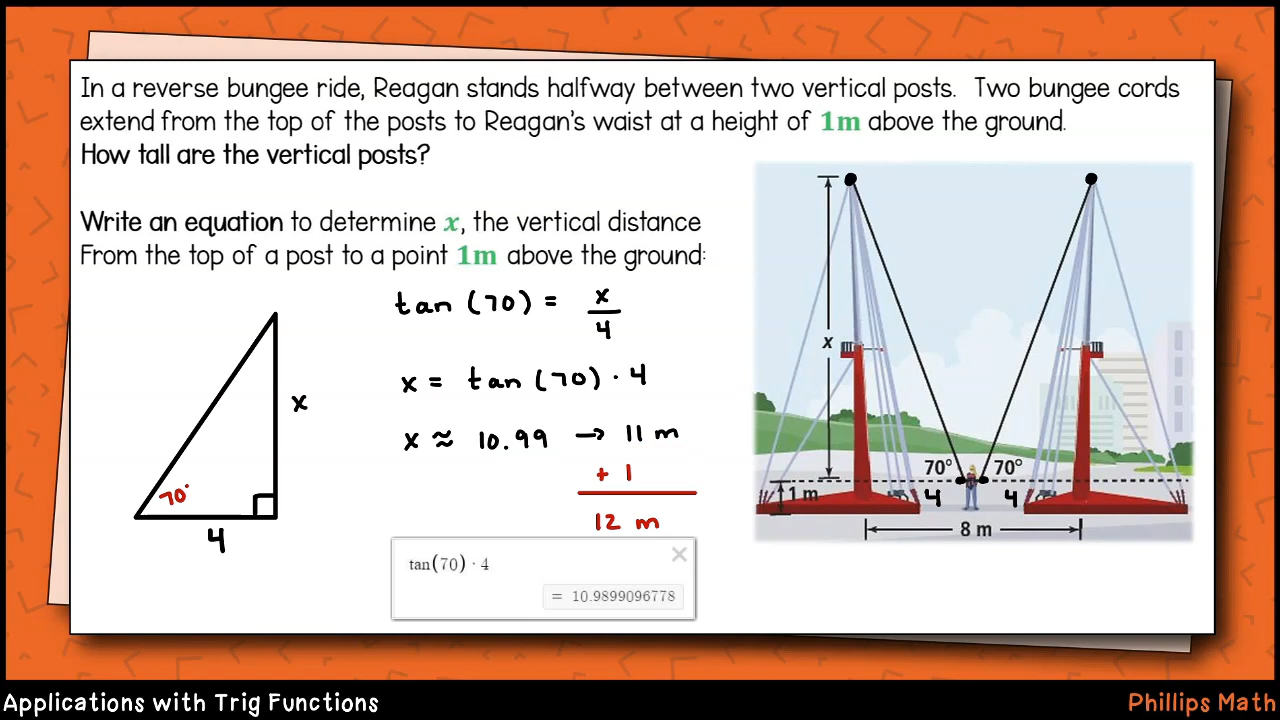 In a reverse bungee ride, Reagan stands halfway between two vertical posts. Two bungee cords
extend from the top of the posts to Reagan's waist at a height of 1m above the ground.
How tall are the vertical posts?
Write an equation to determine x, the vertical distance
From the top of a post to a point 1m above the ground:
tan (70) = x/4
x = tan (70) · 4
x ≈ 10.99 → 11 m
+ 1
12 m
70°
x
4
tan(70) · 4
×
= 10.9899096778
x
70° 70°
1 m 4 4
8 m
Applications with Trig Functions
Phillips Math